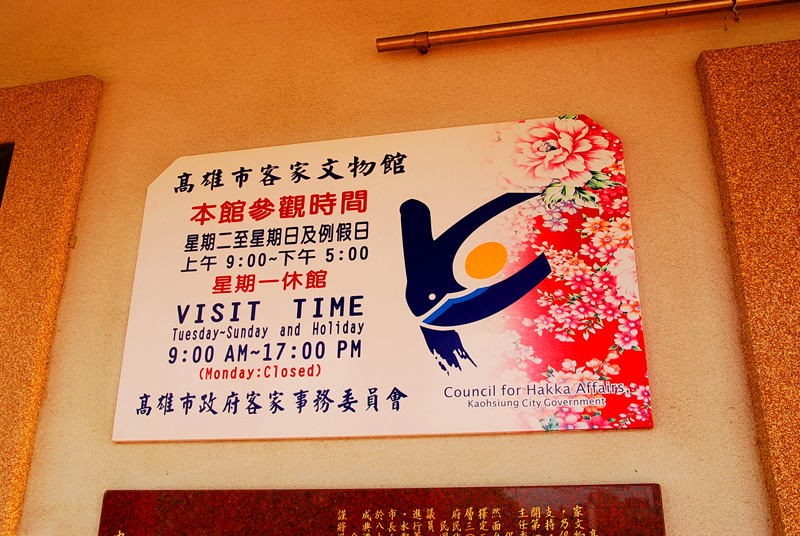 高雄市客家文物館
本館參觀時間
星期二至星期日及例假日
上午 9:00~下午 5:00
星期一休館
VISIT TIME
Tuesday~Sunday and Holiday
9:00 AM~17:00 PM
(Monday:Closed)
高雄市政府客家事務委員會
Council for Hakka Affairs,
Kaohsiung City Government